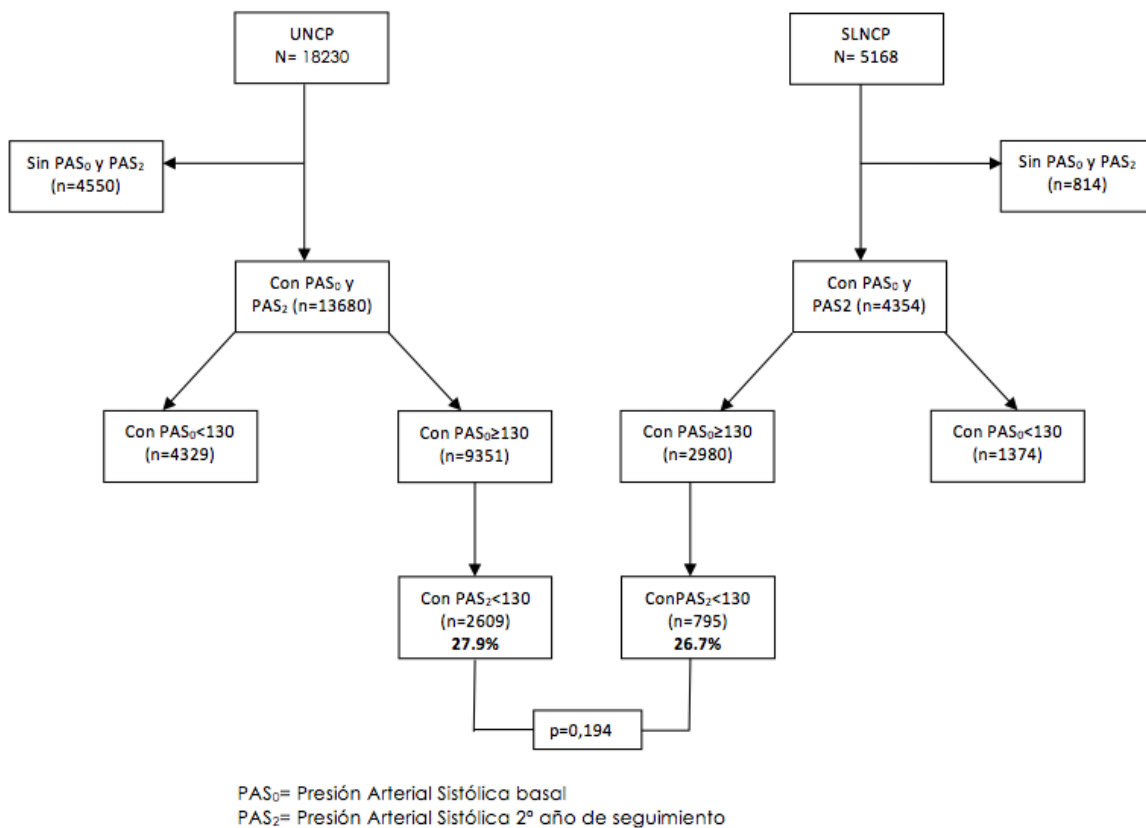 UNCP
N= 18230
SLNCP
N= 5168
Sin PAS₀ y PAS₂
(n=4550)
Sin PAS₀ y PAS₂
(n=814)
Con PAS₀ y
PAS₂ (n=13680)
Con PAS₀ y
PAS2 (n=4354)
Con PAS₀<130
(n=4329)
Con PAS₀≥130
(n=9351)
Con PAS₀≥130
(n=2980)
Con PAS₀<130
(n=1374)
Con PAS₂<130
(n=2609)
27.9%
ConPAS₂<130
(n=795)
26.7%
p=0,194
PAS₀= Presión Arterial Sistólica basal
PAS₂= Presión Arterial Sistólica 2º año de seguimiento